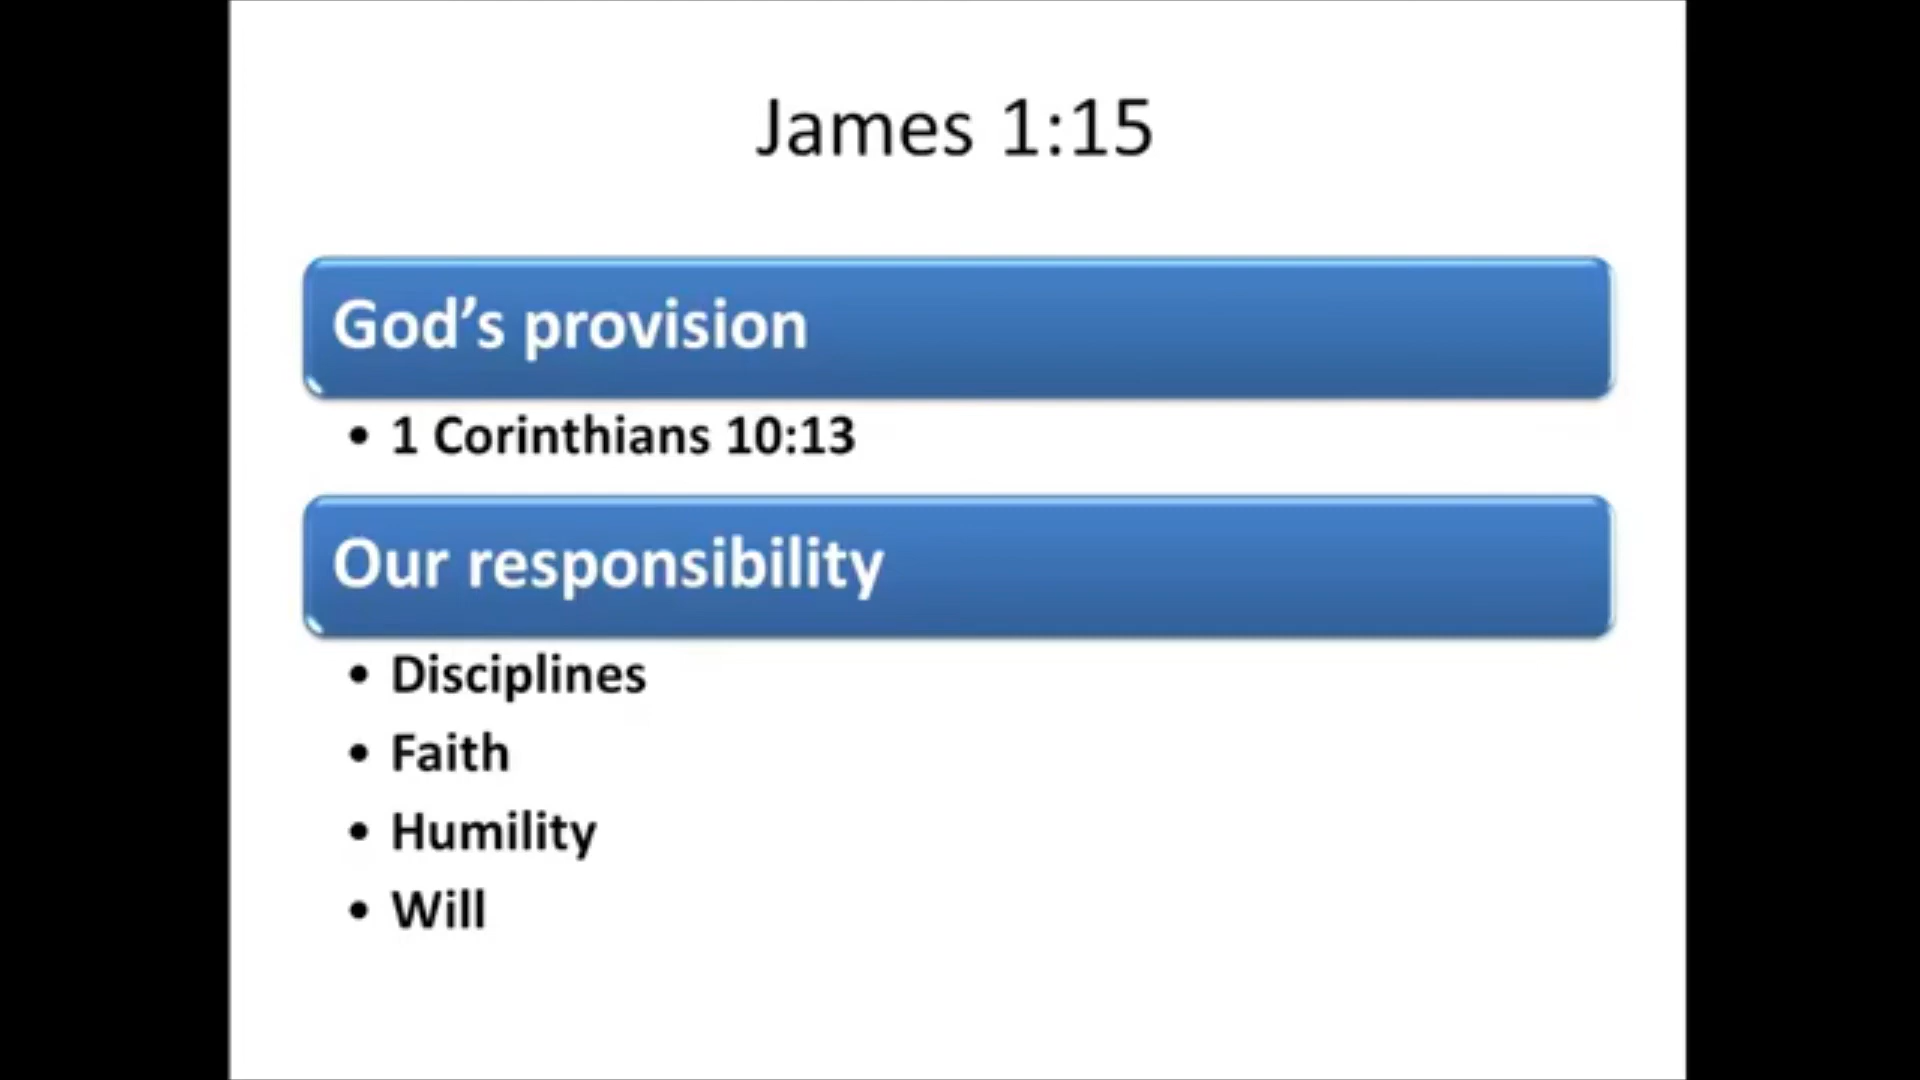 James 1:15
God’s provision
• 1 Corinthians 10:13
Our responsibility
• Disciplines
• Faith
• Humility
• Will